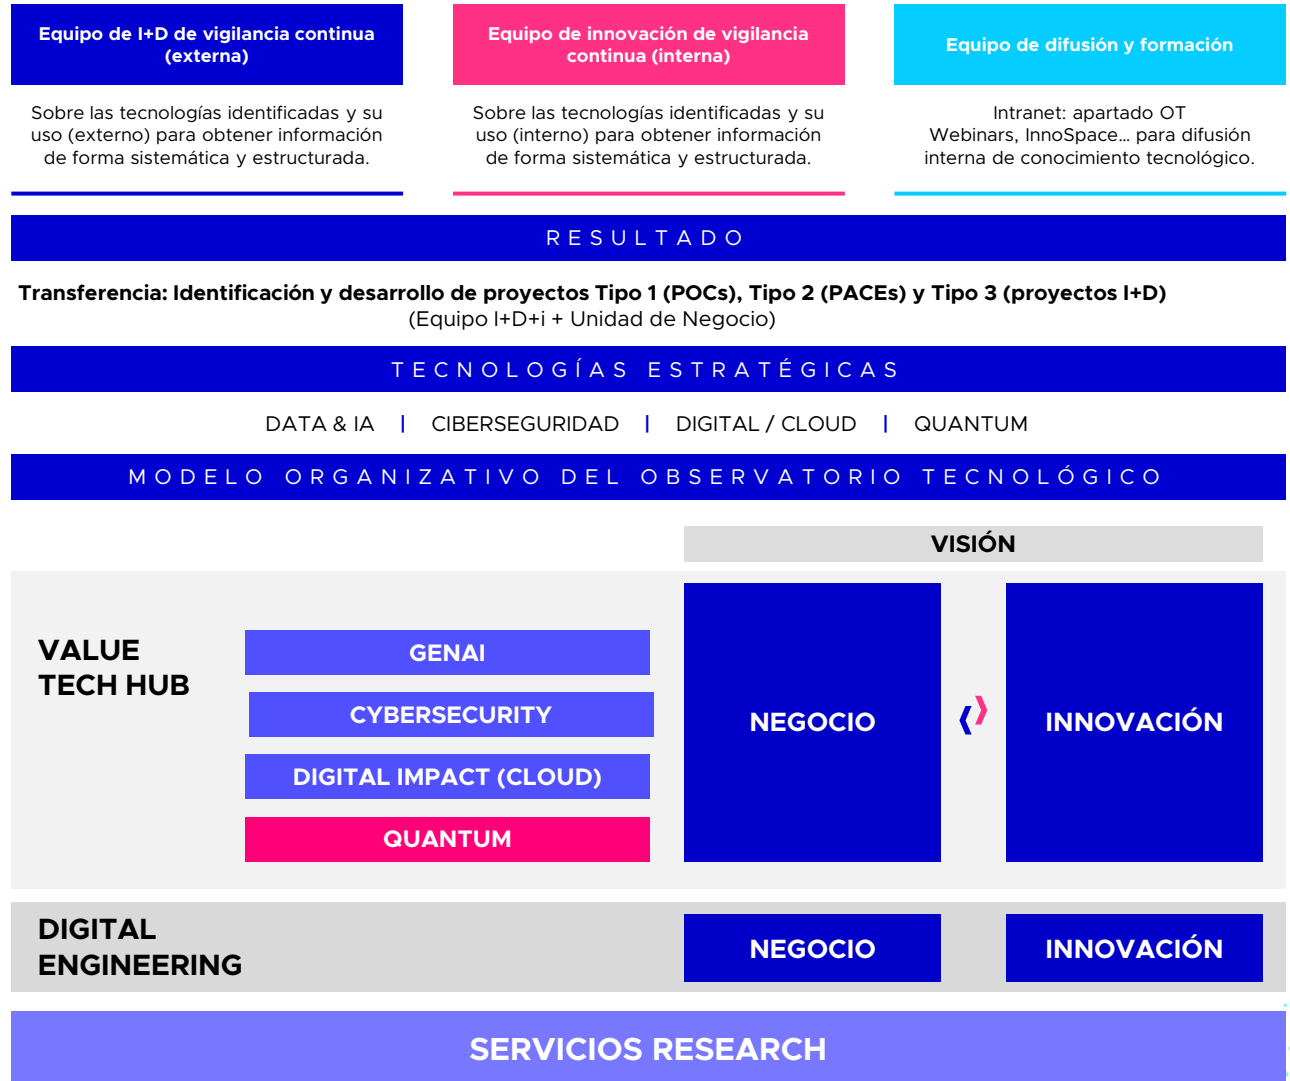 Equipo de I+D de vigilancia continua
(externa)
Sobre las tecnologías identificadas y su
uso (externo) para obtener información
de forma sistemática y estructurada.
Equipo de innovación de vigilancia
continua (interna)
Sobre las tecnologías identificadas y su
uso (interno) para obtener información
de forma sistemática y estructurada.
Equipo de difusión y formación
Intranet: apartado OT
Webinars, InnoSpace... para difusión
interna de conocimiento tecnológico.
RESULTADO
Transferencia: Identificación y desarrollo de proyectos Tipo 1 (POCs), Tipo 2 (PACEs) y Tipo 3 (proyectos I+D)
(Equipo I+D+i + Unidad de Negocio)
TECNOLOGÍAS ESTRATÉGICAS
DATA & IA | CIBERSEGURIDAD | DIGITAL / CLOUD | QUANTUM
MODELO ORGANIZATIVO DEL OBSERVATORIO TECNOLÓGICO
VISIÓN
VALUE
TECH HUB
GENAI
CYBERSECURITY
DIGITAL IMPACT (CLOUD)
QUANTUM
NEGOCIO
INNOVACIÓN
DIGITAL
ENGINEERING
NEGOCIO
INNOVACIÓN
SERVICIOS RESEARCH